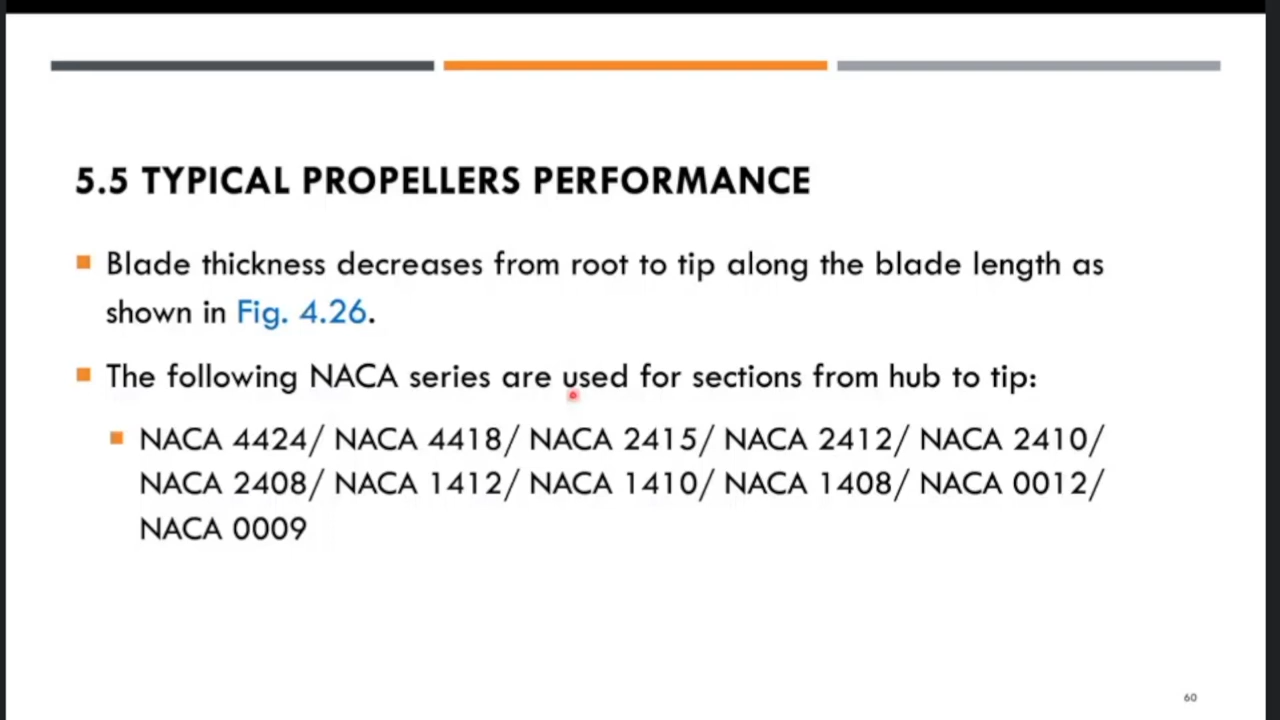 5.5 TYPICAL PROPELLERS PERFORMANCE
Blade thickness decreases from root to tip along the blade length as
shown in Fig. 4.26.
The following NACA series are used for sections from hub to tip:
NACA 4424/ NACA 4418/ NACA 2415/ NACA 2412/ NACA 2410/
NACA 2408/ NACA 1412/ NACA 1410/ NACA 1408/ NACA 0012/
NACA 0009
60